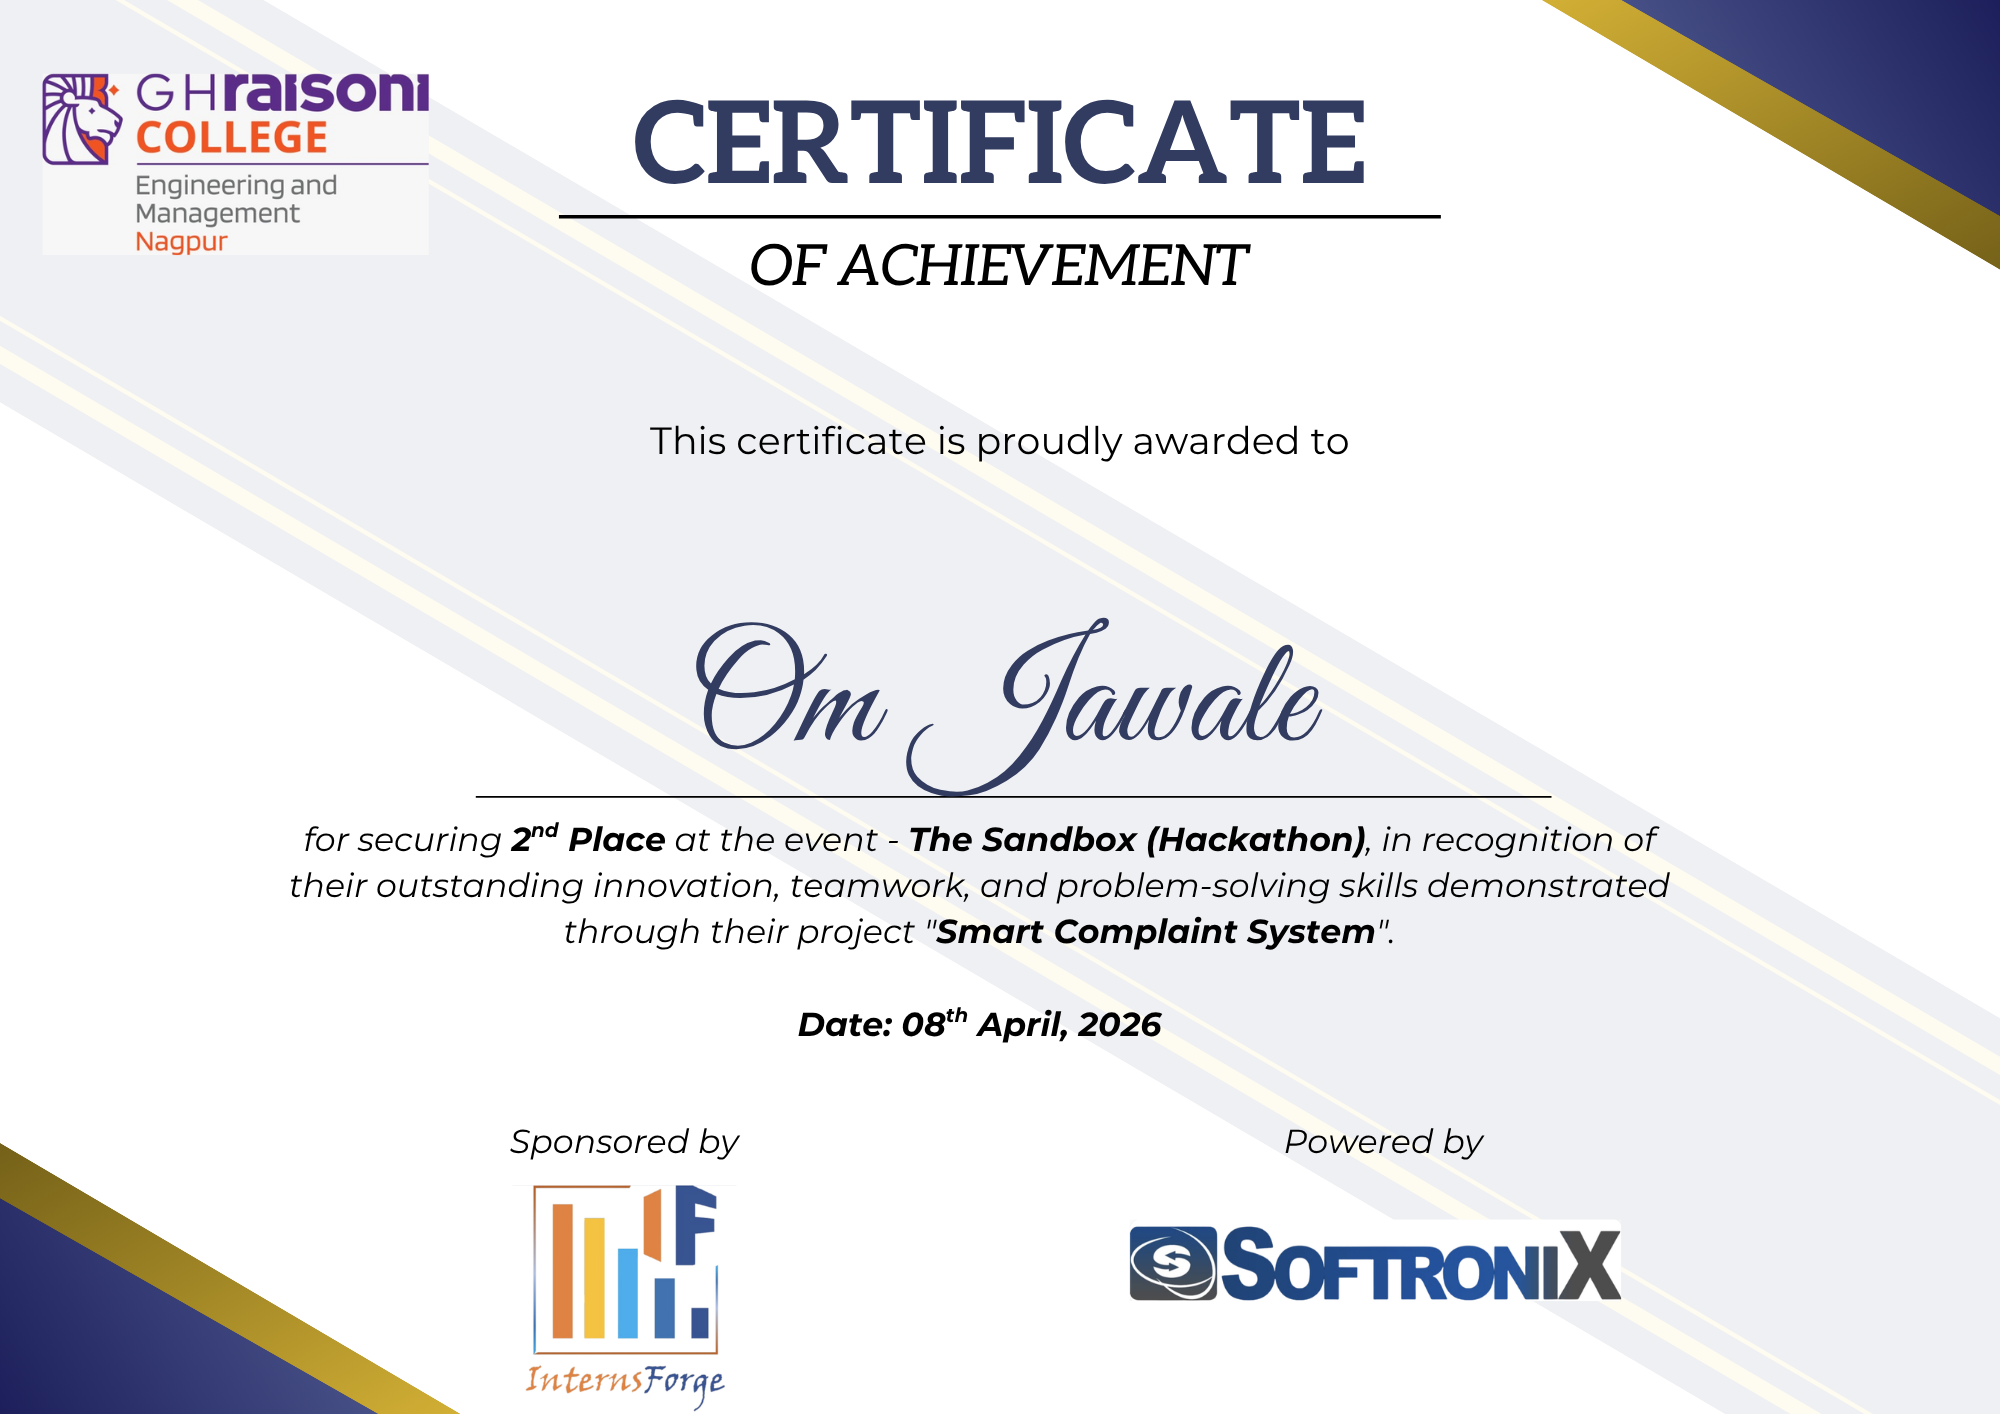 GHraisoni
COLLEGE
Engineering and
Management
Nagpur
CERTIFICATE
OF ACHIEVEMENT
This certificate is proudly awarded to
Om Jawale
for securing 2nd Place at the event - The Sandbox (Hackathon), in recognition of
their outstanding innovation, teamwork, and problem-solving skills demonstrated
through their project "Smart Complaint System".
Date: 08th April, 2026
Sponsored by
Powered by
IF
InternsForge
S SOFTRONIX